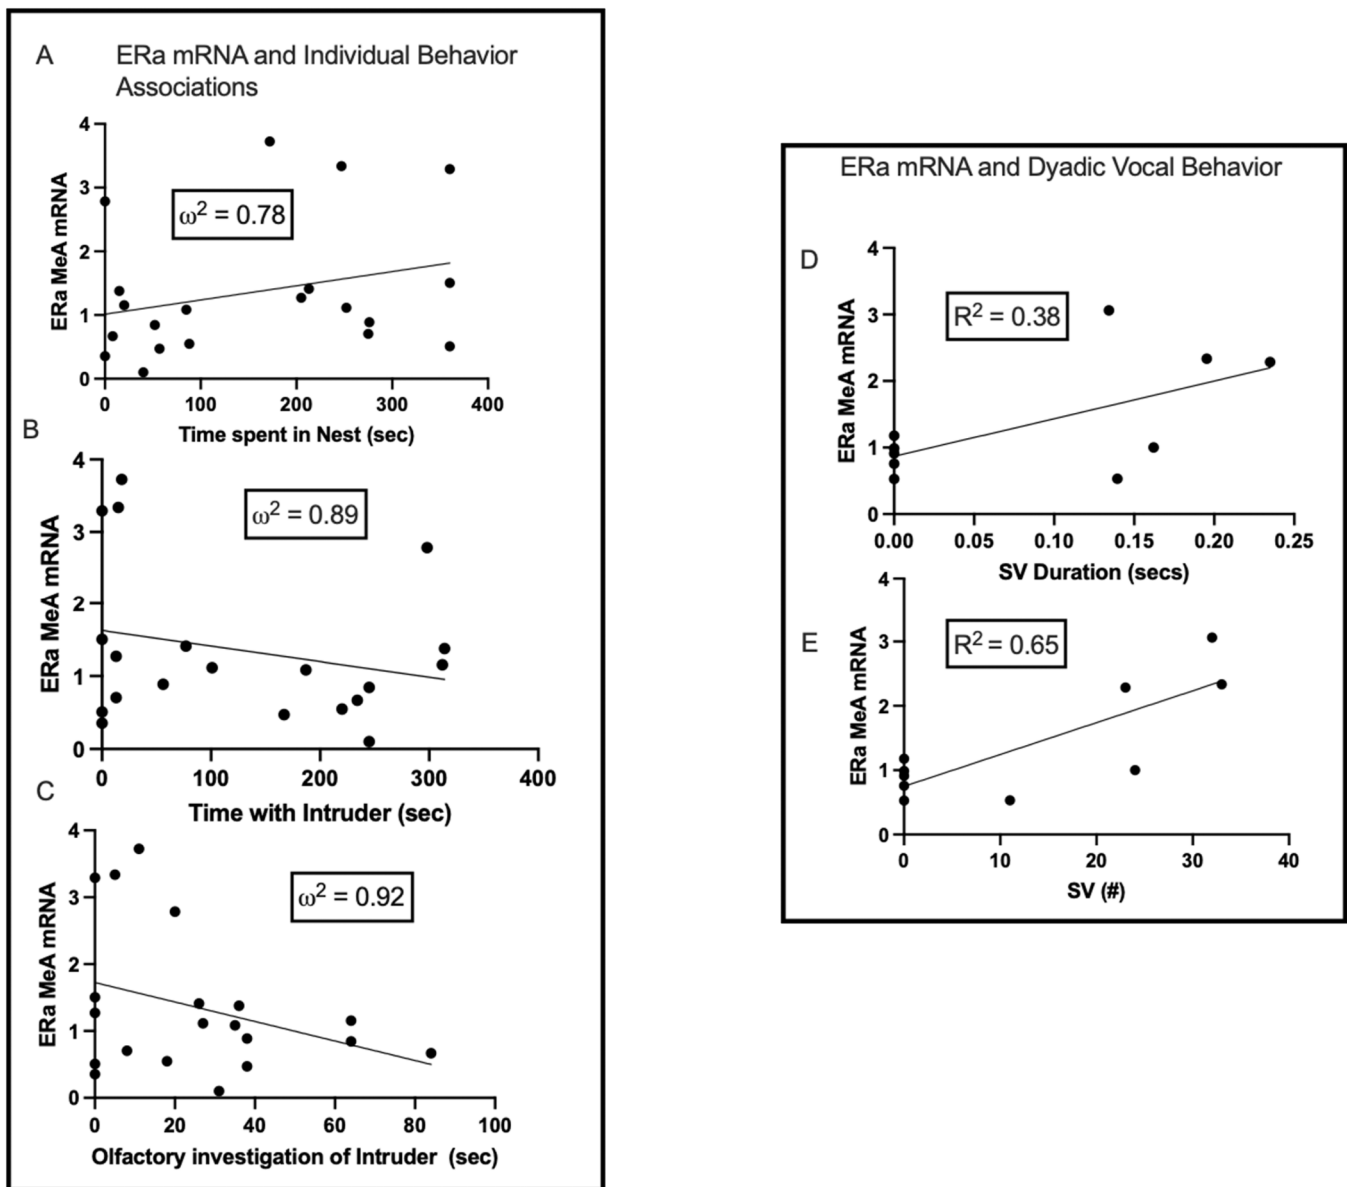 A
ERa mRNA and Individual Behavior
Associations
4
3
2
1
0
ERa MeA mRNA
ω² = 0.78
0 100 200 300 400
Time spent in Nest (sec)
B
4
3
2
1
0
ERa MeA mRNA
ω² = 0.89
0 100 200 300 400
Time with Intruder (sec)
C
4
3
2
1
0
ERa MeA mRNA
ω² = 0.92
0 20 40 60 80 100
Olfactory investigation of Intruder (sec)
ERa mRNA and Dyadic Vocal Behavior
D
4
3
2
1
0
ERa MeA mRNA
R² = 0.38
0.00 0.05 0.10 0.15 0.20 0.25
SV Duration (secs)
E
4
3
2
1
0
ERa MeA mRNA
R² = 0.65
0 10 20 30 40
SV (#)